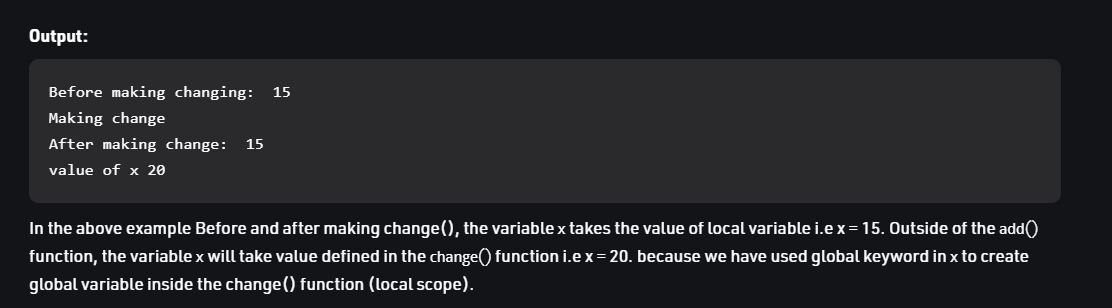 Output:
Before making changing:  15
Making change
After making change:  15
value of x 20
In the above example Before and after making change(), the variable x takes the value of local variable i.e x = 15. Outside of the add()
function, the variable x will take value defined in the change() function i.e x = 20. because we have used global keyword in x to create
global variable inside the change() function (local scope).